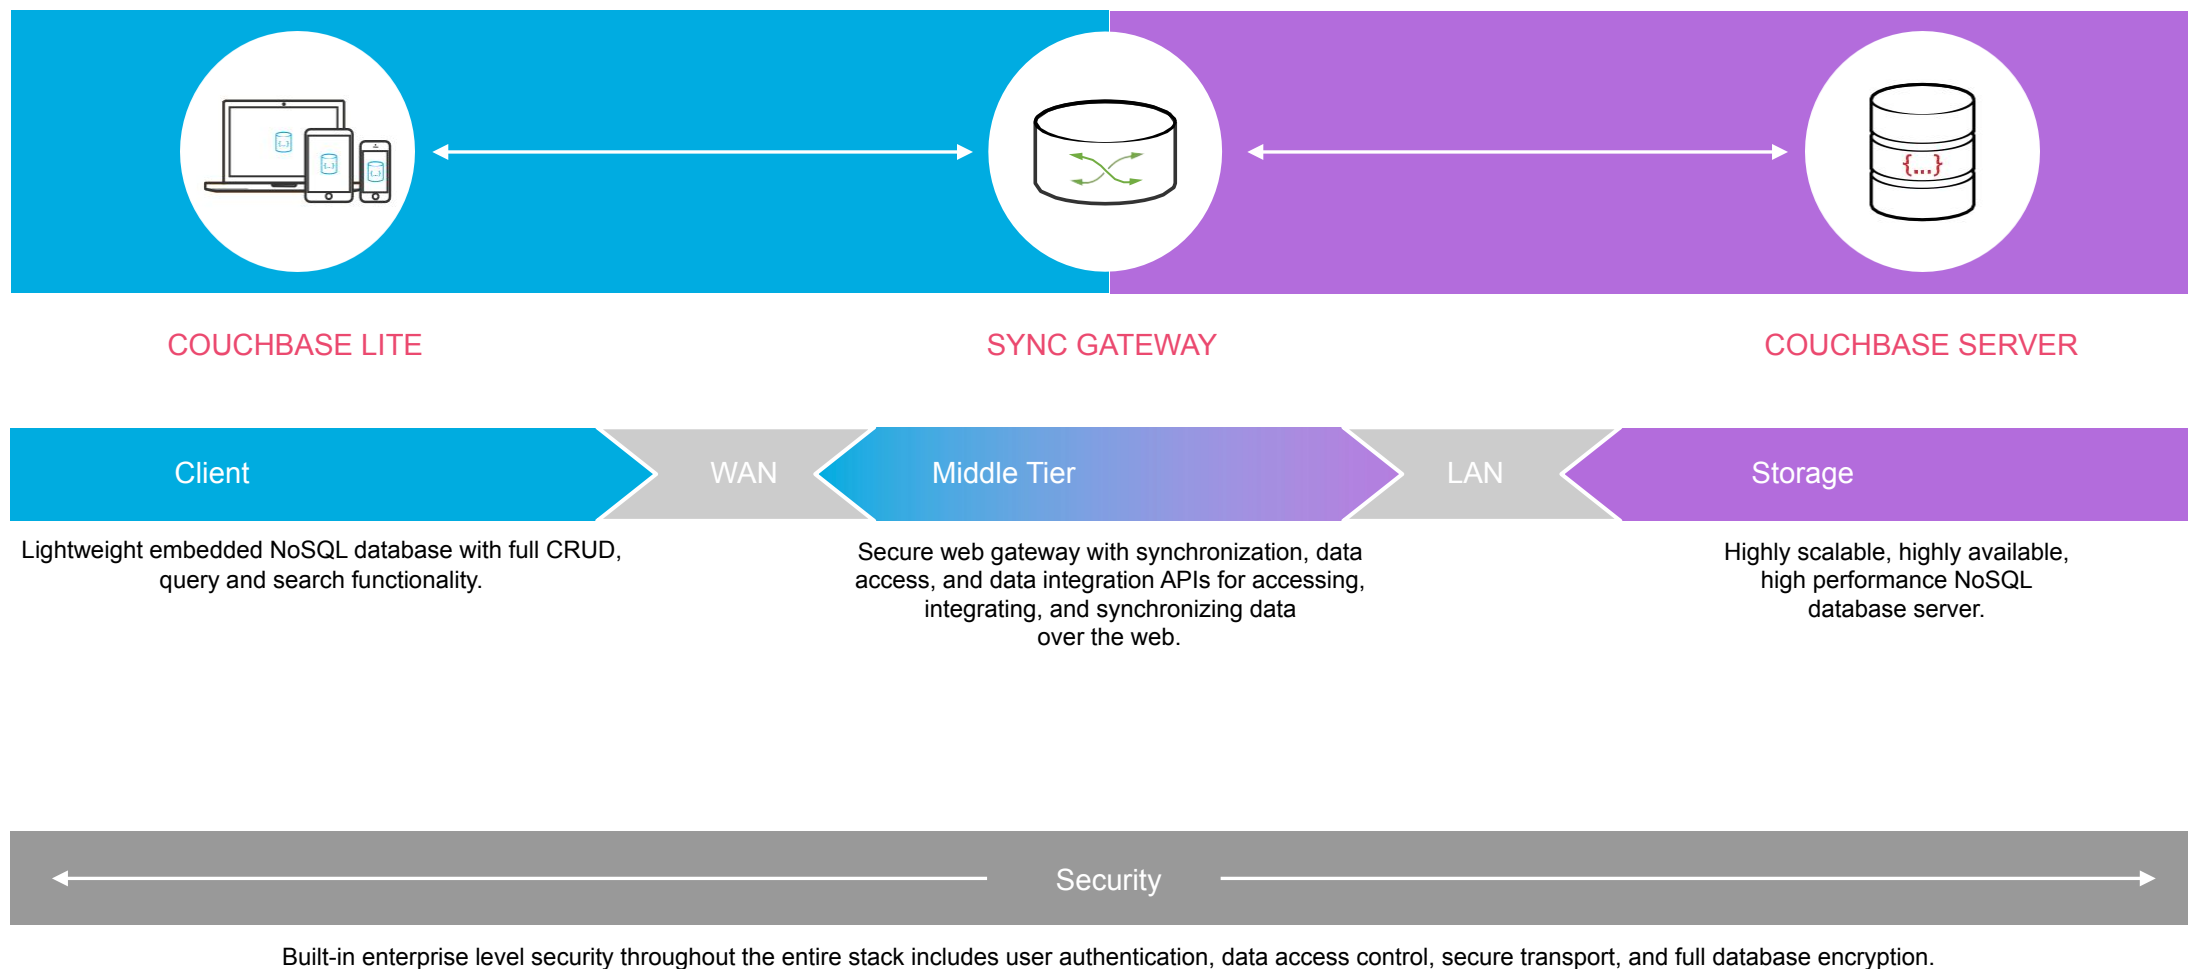 {...}
{...}
{...}
{...}
COUCHBASE LITE
SYNC GATEWAY
COUCHBASE SERVER
Client
WAN
Middle Tier
LAN
Storage
Lightweight embedded NoSQL database with full CRUD,
query and search functionality.
Secure web gateway with synchronization, data
access, and data integration APIs for accessing,
integrating, and synchronizing data
over the web.
Highly scalable, highly available,
high performance NoSQL
database server.
Security
Built-in enterprise level security throughout the entire stack includes user authentication, data access control, secure transport, and full database encryption.